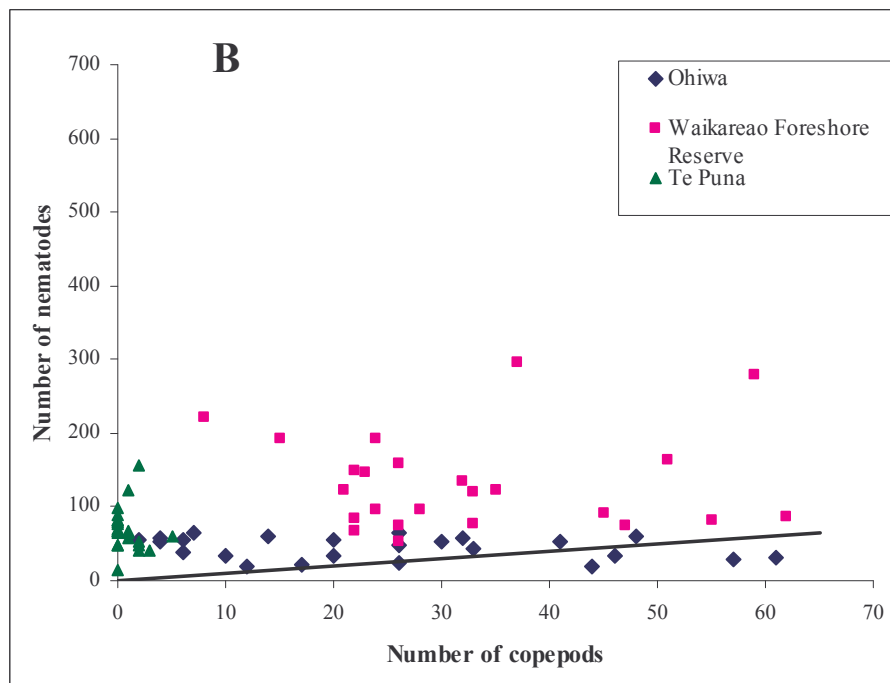 B
700
600
500
400
300
200
100
0
Number of nematodes
0 10 20 30 40 50 60 70
Number of copepods
Ohiwa
Waikareao Foreshore
Reserve
Te Puna